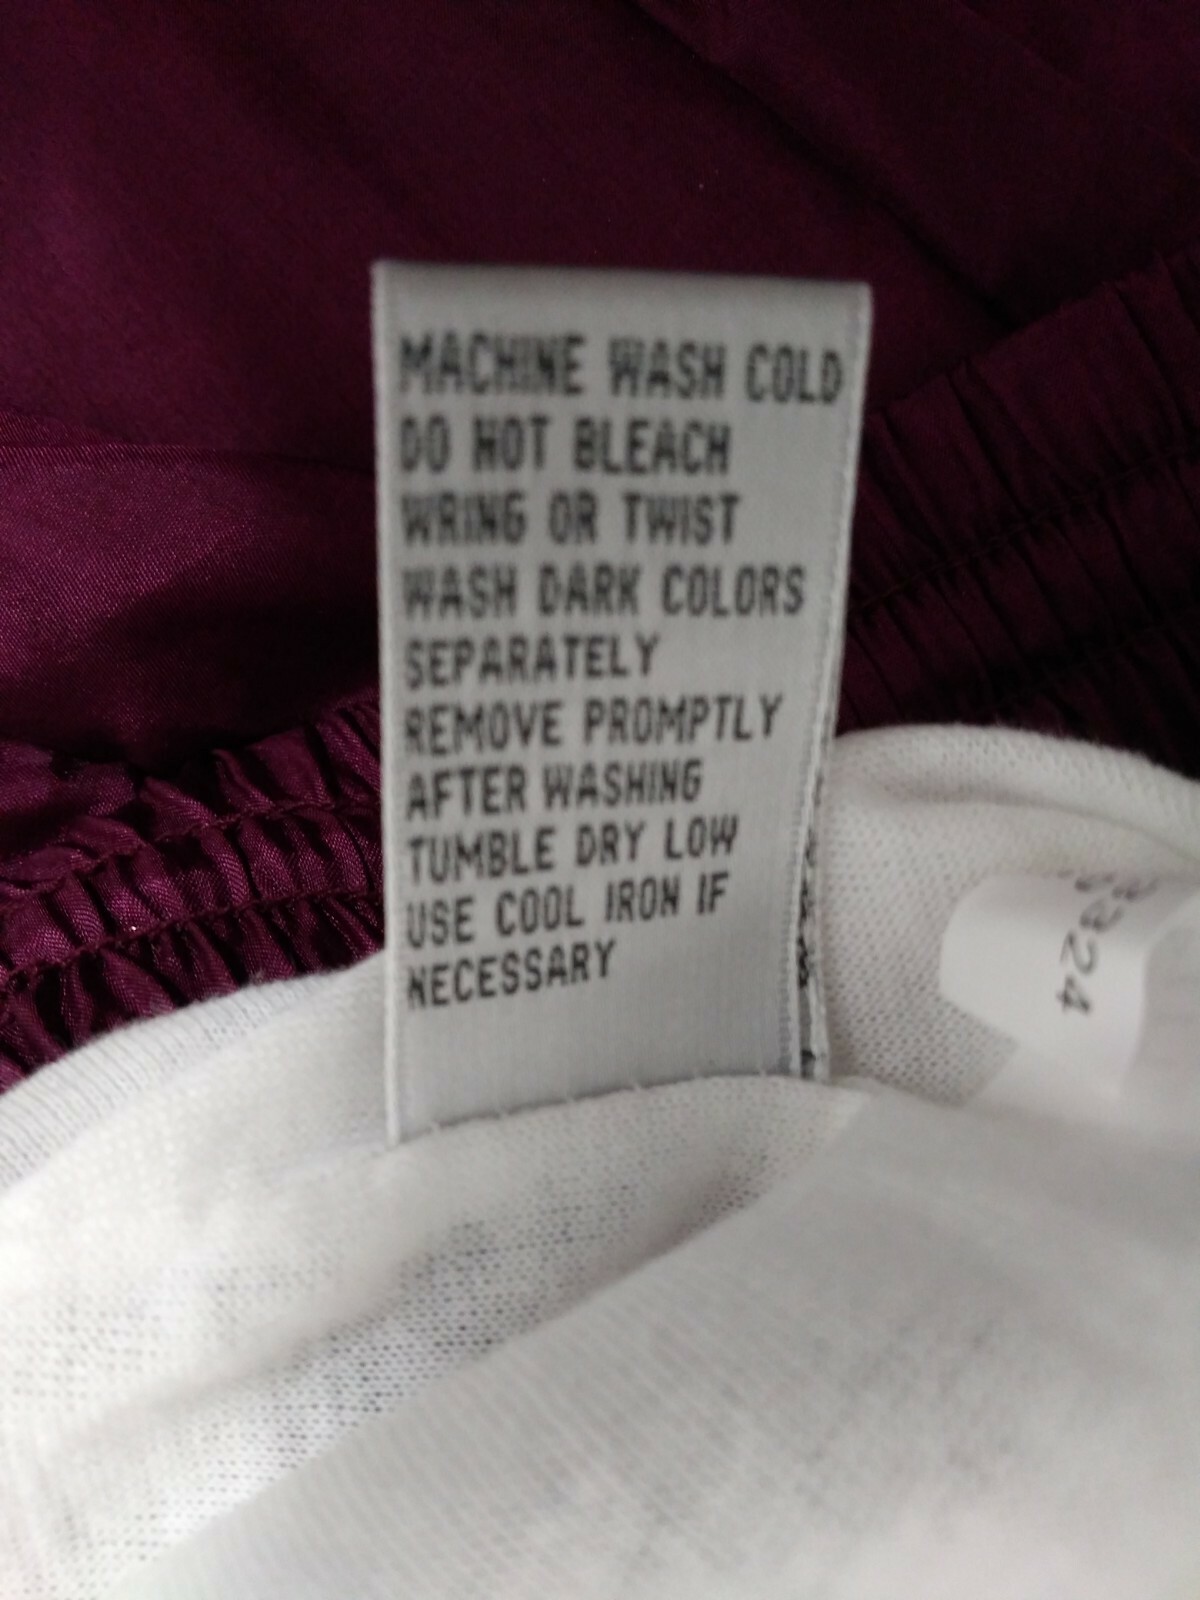 MACHINE WASH COLD
DO NOT BLEACH
WRING OR TWIST
WASH DARK COLORS
SEPARATELY
REMOVE PROMPTLY
AFTER WASHING
TUMBLE DRY LOW
USE COOL IRON IF
NECESSARY